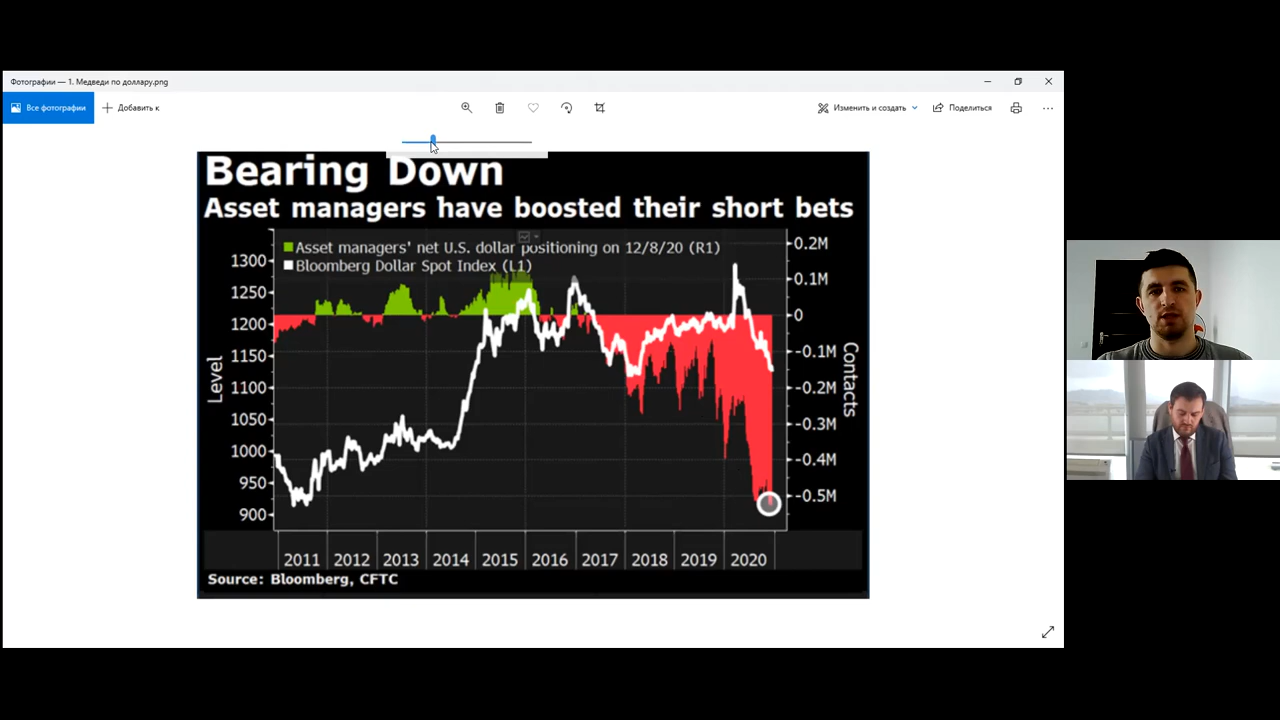 Фотографии — 1. Медведи по доллару.png
Все фотографии
Добавить к
Изменить и создать
Поделиться
Bearing Down
Asset managers have boosted their short bets
Asset managers' net U.S. dollar positioning on 12/8/20 (R1)
Bloomberg Dollar Spot Index (L1)
1300
1250
1200
1150
1100
1050
1000
950
900
Level
0.2M
0.1M
0
-0.1M
-0.2M
-0.3M
-0.4M
-0.5M
Contacts
2011 2012 2013 2014 2015 2016 2017 2018 2019 2020
Source: Bloomberg, CFTC